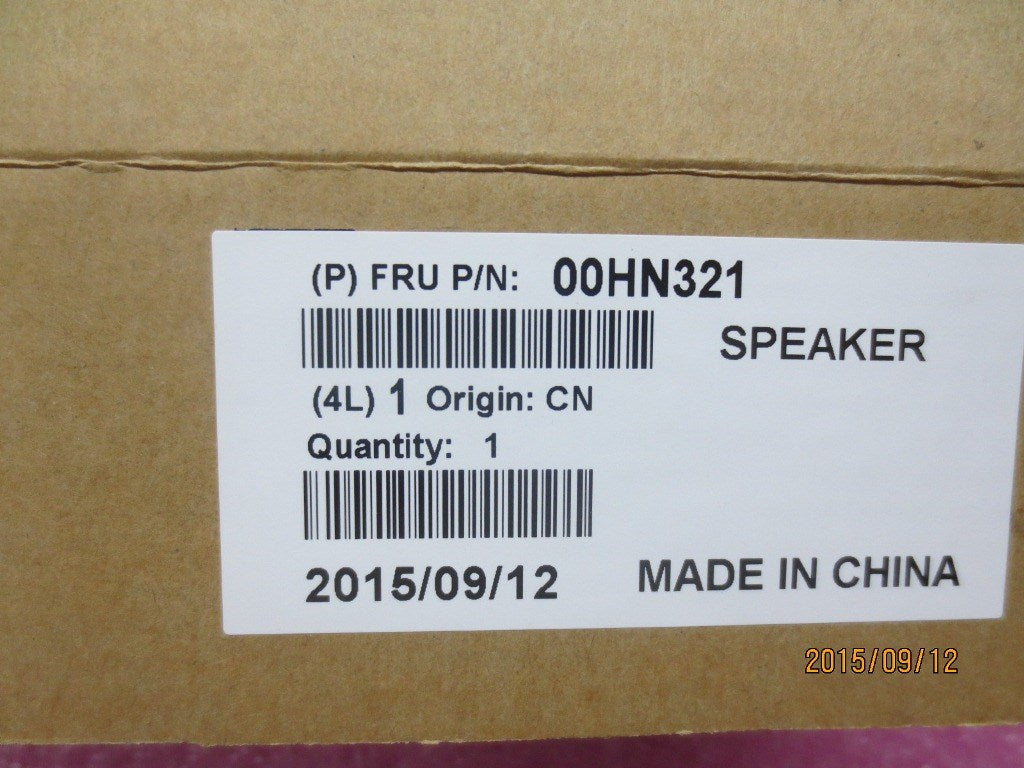 (P) FRU P/N: 00HN321
SPEAKER
(4L) 1 Origin: CN
Quantity: 1
2015/09/12 MADE IN CHINA
2015/09/12